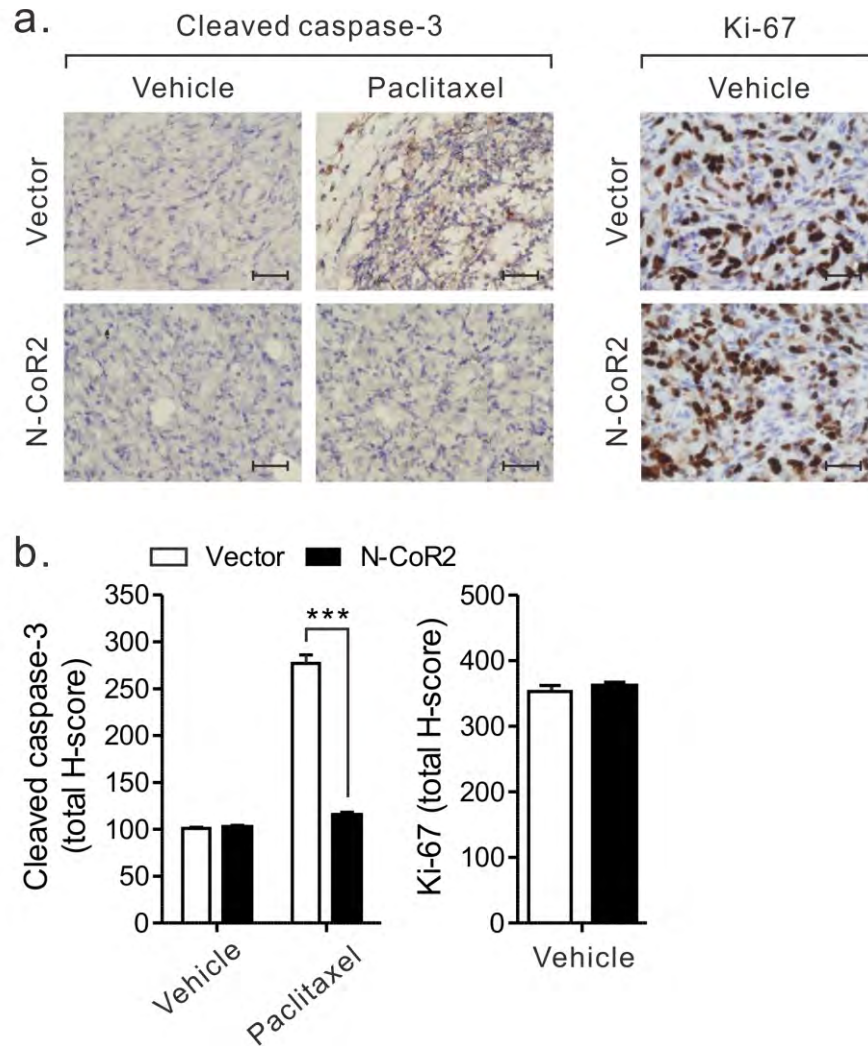 a.
Cleaved caspase-3
Ki-67
Vehicle
Paclitaxel
Vehicle
Vector
N-CoR2
Vector
N-CoR2
b.
Vector
N-CoR2
Cleaved caspase-3
(total H-score)
350
300
250
200
150
100
50
0
***
Vehicle
Paclitaxel
Ki-67 (total H-score)
500
400
300
200
100
0
Vehicle